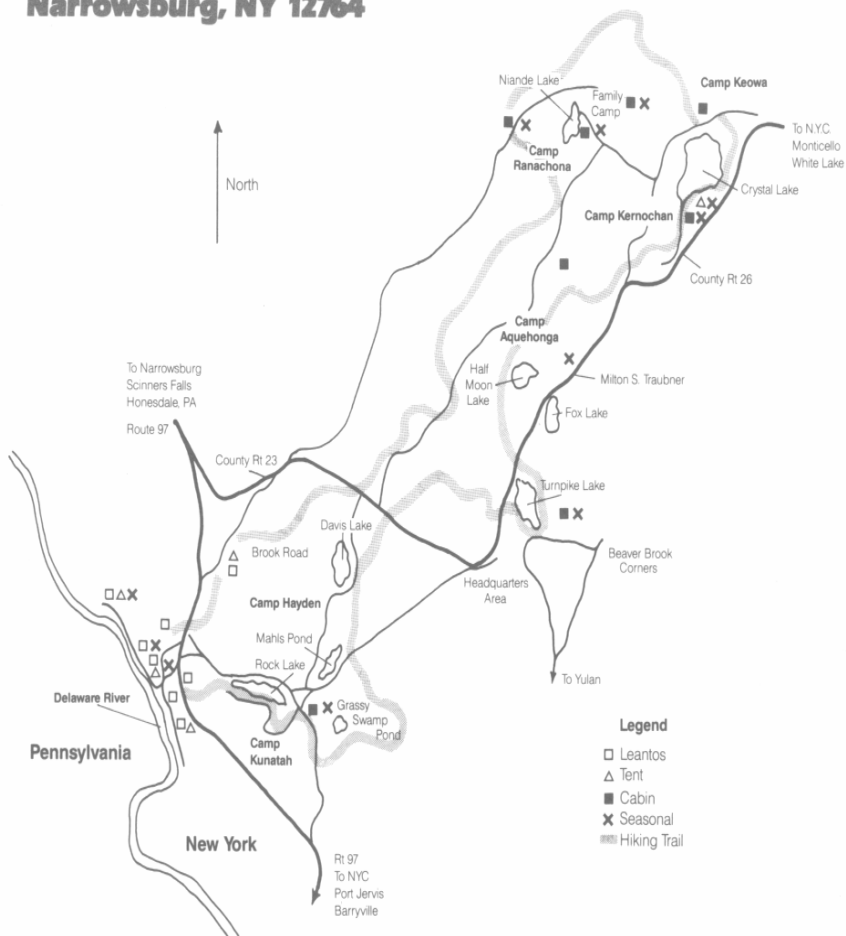 Narrowsburg, NY 12764
Niande Lake
Family
Camp
Camp Keowa
To N.Y.C.
Monticello
White Lake
Camp
Ranachona
Crystal Lake
North
Camp Kernochan
County Rt 26
Camp
Aquehonga
To Narrowsburg
Scinners Falls
Honesdale, PA
Route 97
Half
Moon
Lake
Milton S. Traubner
Fox Lake
County Rt 23
Turnpike Lake
Davis Lake
Brook Road
Beaver Brook
Corners
Headquarters
Area
Camp Hayden
Mahls Pond
Rock Lake
To Yulan
Delaware River
Grassy
Swamp
Pond
Pennsylvania
Camp
Kunatah
Legend
Leantos
Tent
Cabin
Seasonal
Hiking Trail
New York
Rt 97
To NYC
Port Jervis
Barryville